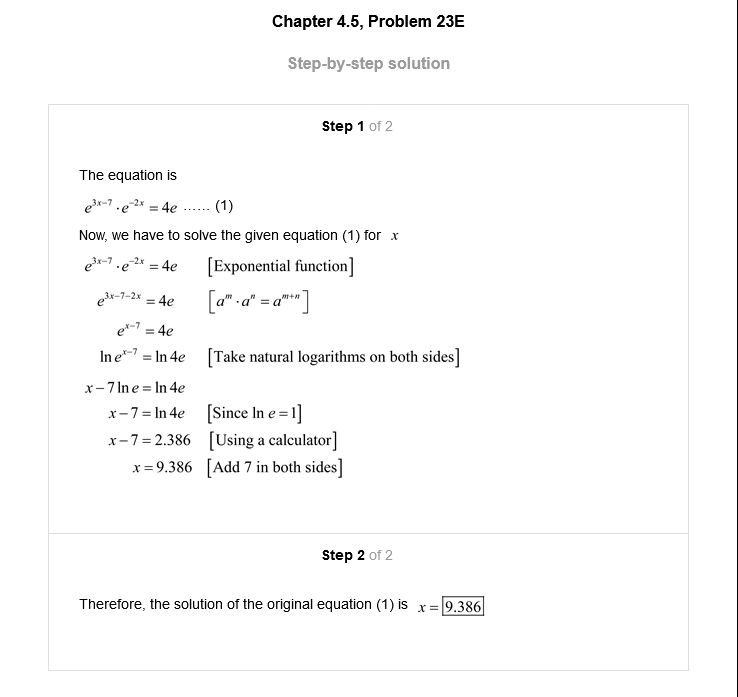 Chapter 4.5, Problem 23E
Step-by-step solution
Step 1 of 2
The equation is
e^{3x−7} · e^{−2x} = 4e ...... (1)
Now, we have to solve the given equation (1) for x
e^{3x−7} · e^{−2x} = 4e [Exponential function]
e^{3x−7−2x} = 4e [a^m · a^n = a^{m+n}]
e^{x−7} = 4e
ln e^{x−7} = ln 4e [Take natural logarithms on both sides]
x − 7 ln e = ln 4e
x − 7 = ln 4e [Since ln e = 1]
x − 7 = 2.386 [Using a calculator]
x = 9.386 [Add 7 in both sides]
Step 2 of 2
Therefore, the solution of the original equation (1) is x = 9.386